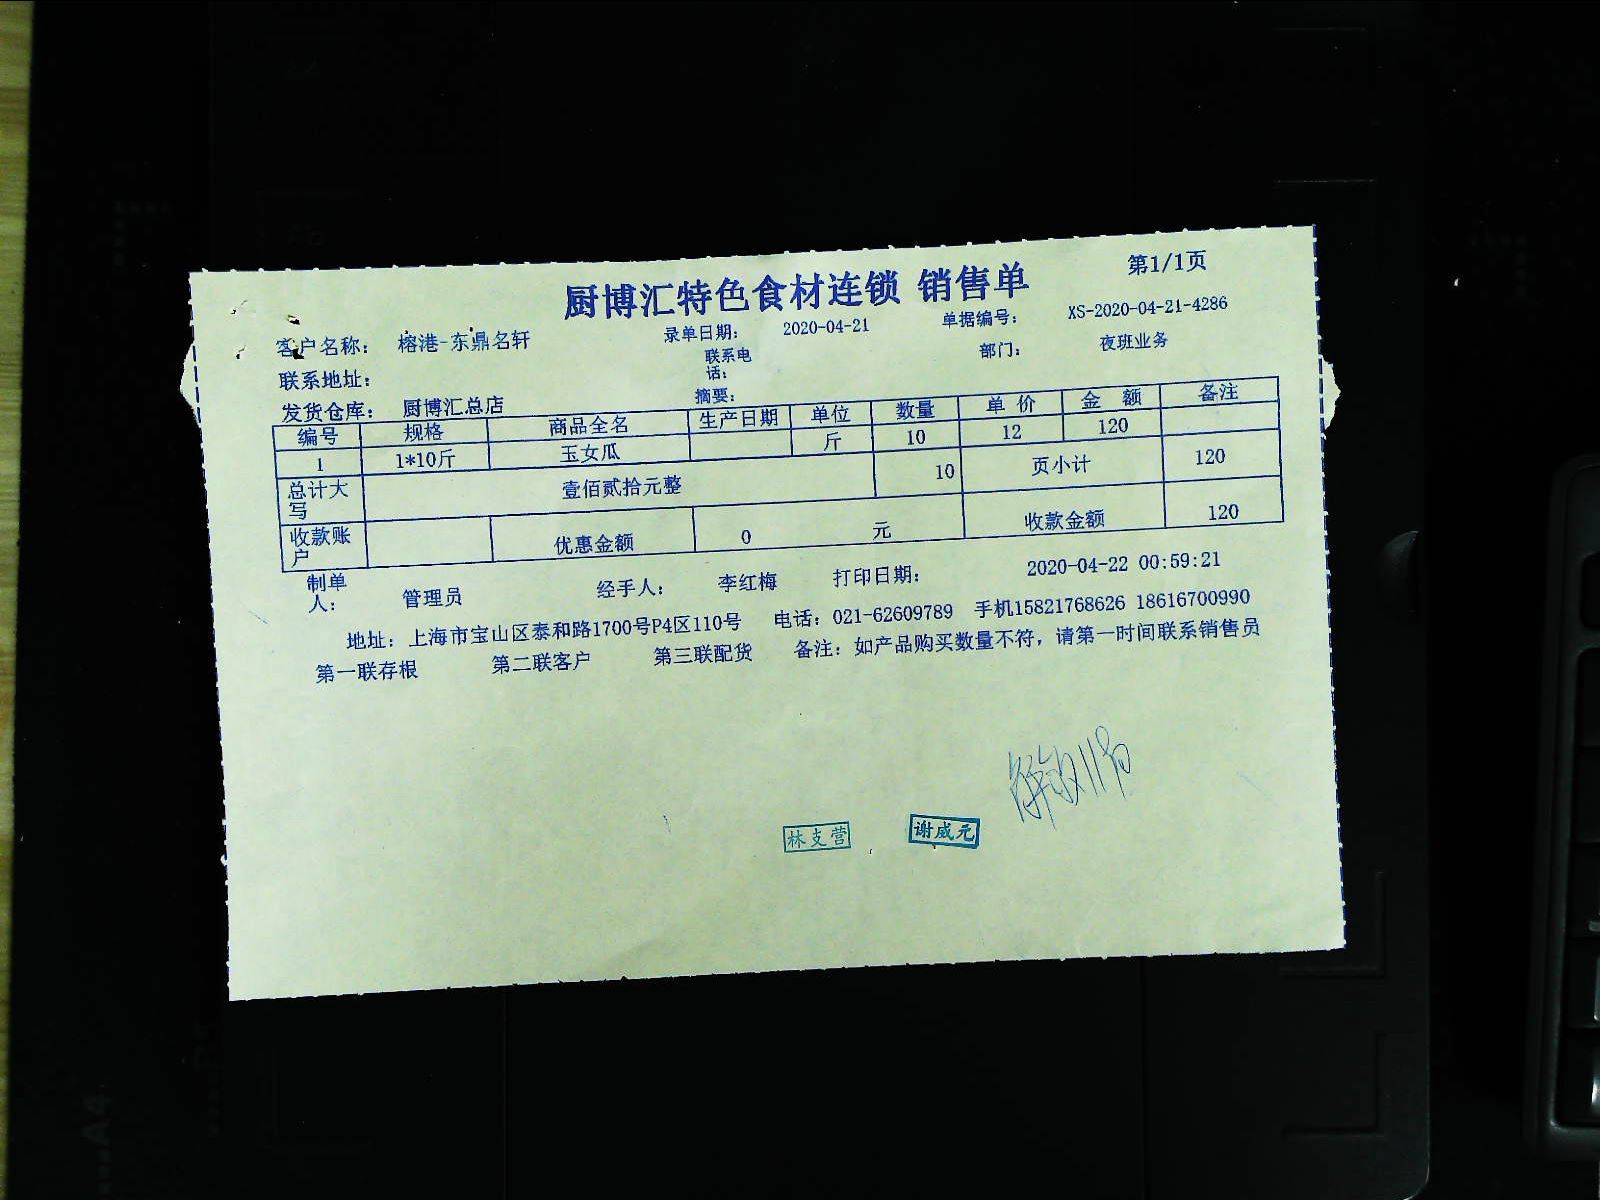 厨博汇特色食材连锁 销售单 第1/1页
客户名称： 榕港-东鼎名轩 录单日期： 2020-04-21 单据编号： XS-2020-04-21-4286
联系地址： 联系电话： 部门： 夜班业务
发货仓库： 厨博汇总店 摘要：
编号 规格 商品全名 生产日期 单位 数量 单 价 金 额 备注
1 1*10斤 玉女瓜 斤 10 12 120
总计大写 壹佰贰拾元整 10 页小计 120
收款账户 优惠金额 0 元 收款金额 120
制单人： 管理员 经手人： 李红梅 打印日期： 2020-04-22 00:59:21
地址：上海市宝山区泰和路1700号P4区110号 电话：021-62609789 手机15821768626 18616700990
第一联存根 第二联客户 第三联配货 备注：如产品购买数量不符，请第一时间联系销售员
林支营 谢威元